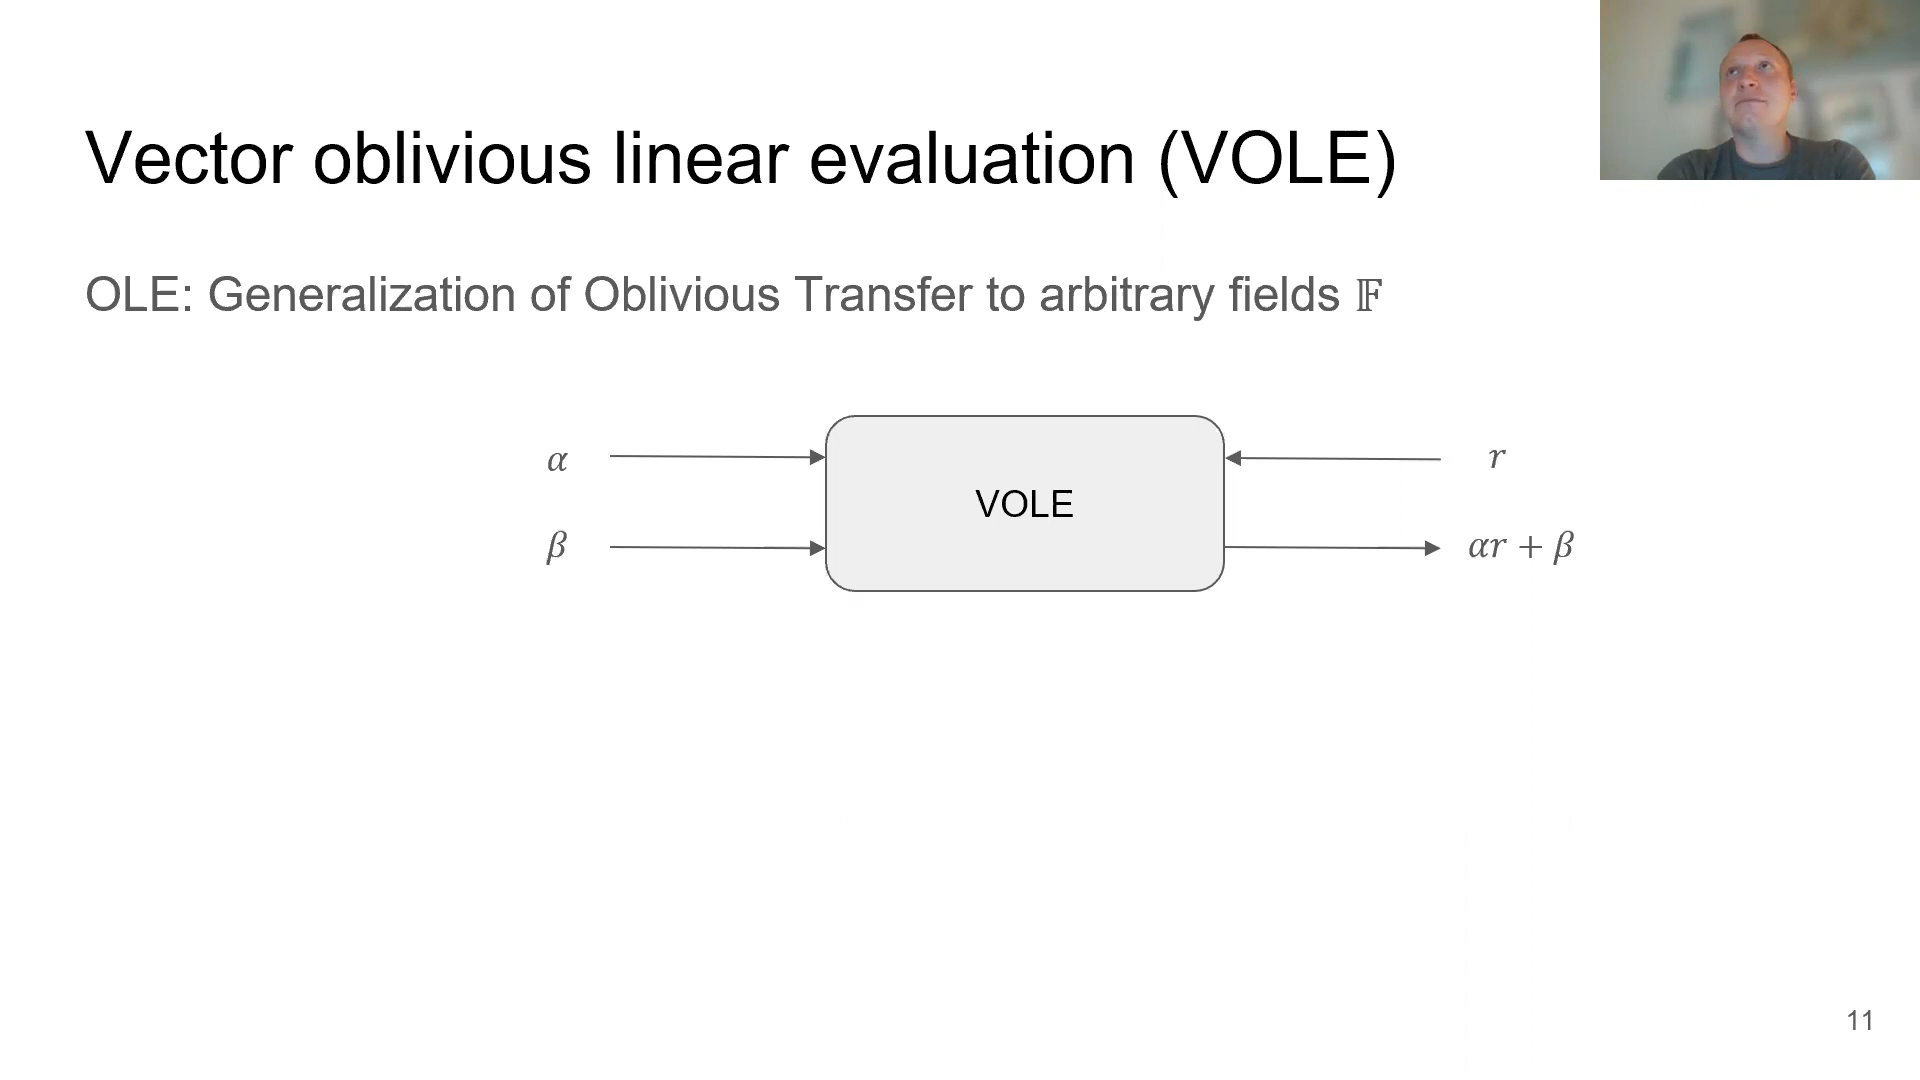 Vector oblivious linear evaluation (VOLE)
OLE: Generalization of Oblivious Transfer to arbitrary fields 𝔽
α
r
VOLE
β
αr + β
11